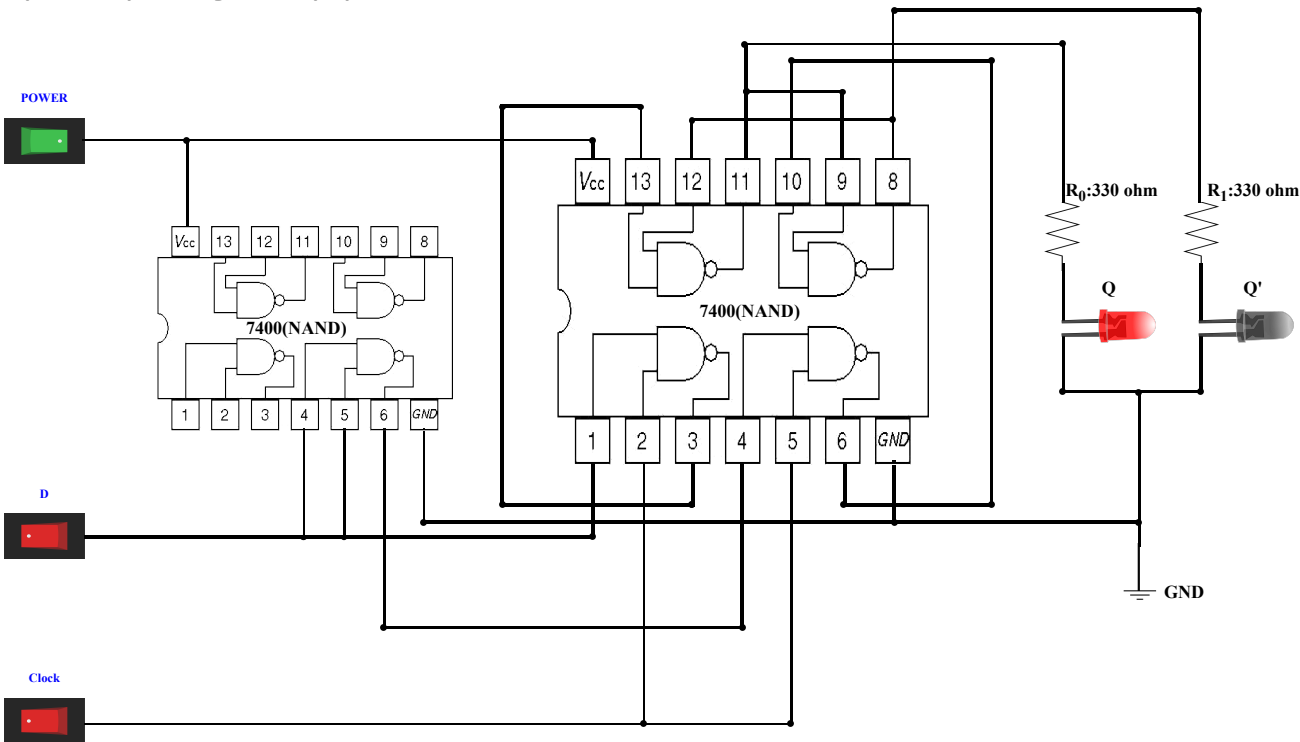 POWER
Vcc 13 12 11 10 9 8
R0:330 ohm R1:330 ohm
Vcc 13 12 11 10 9 8
Q Q'
7400(NAND)
7400(NAND)
1 2 3 4 5 6 GND
1 2 3 4 5 6 GND
D
GND
Clock